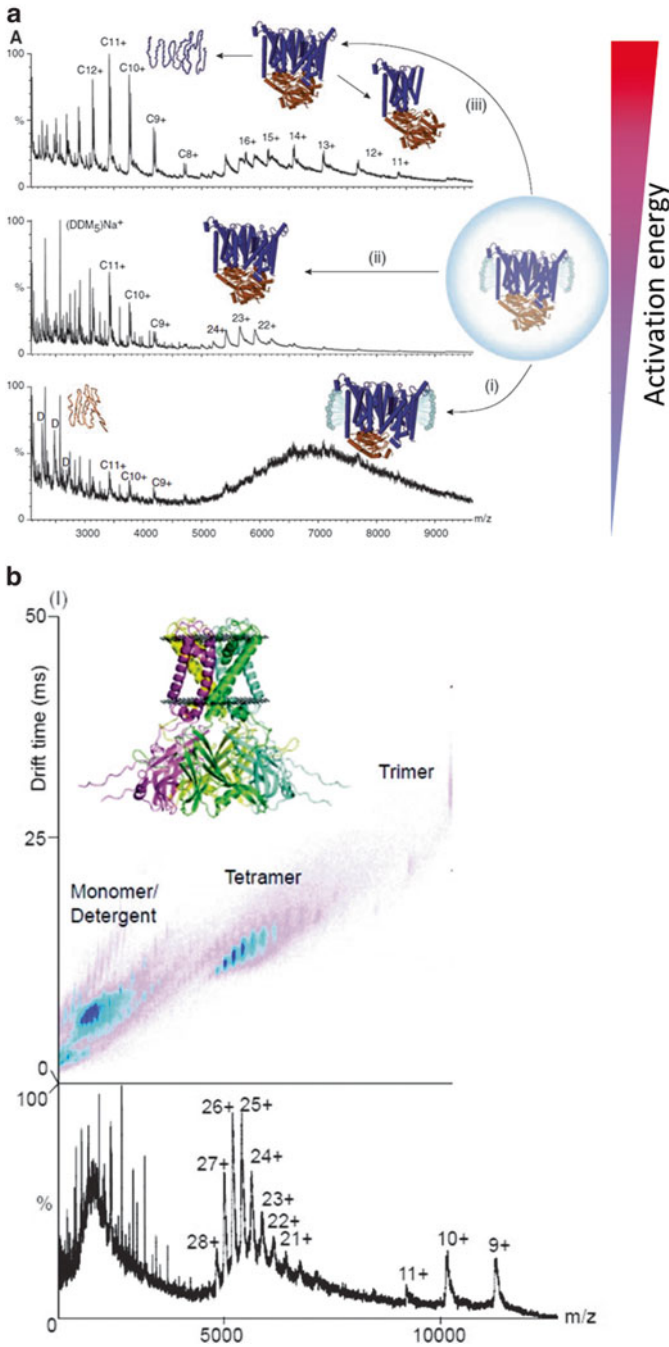 a
A
100
%
0
C12+
C11+
C10+
C9+
C8+
16+
15+
14+
13+
12+
11+
(iii)
100
%
0
(DDM5)Na+
C11+
C10+
C9+
24+
23+
22+
(ii)
100
%
0
D
D
D
C11+
C10+
C9+
(i)
3000
4000
5000
6000
7000
8000
9000
m/z
Activation energy
b
(I)
50
25
0
Drift time (ms)
Monomer/
Detergent
Tetramer
Trimer
100
%
28+
27+
26+
25+
24+
23+
22+
21+
11+
10+
9+
0
5000
10000
m/z